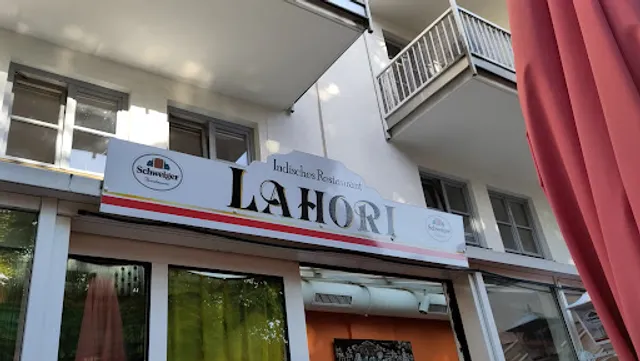 Schweiger
Indisches Restaurant
LAHORI
Schweiger